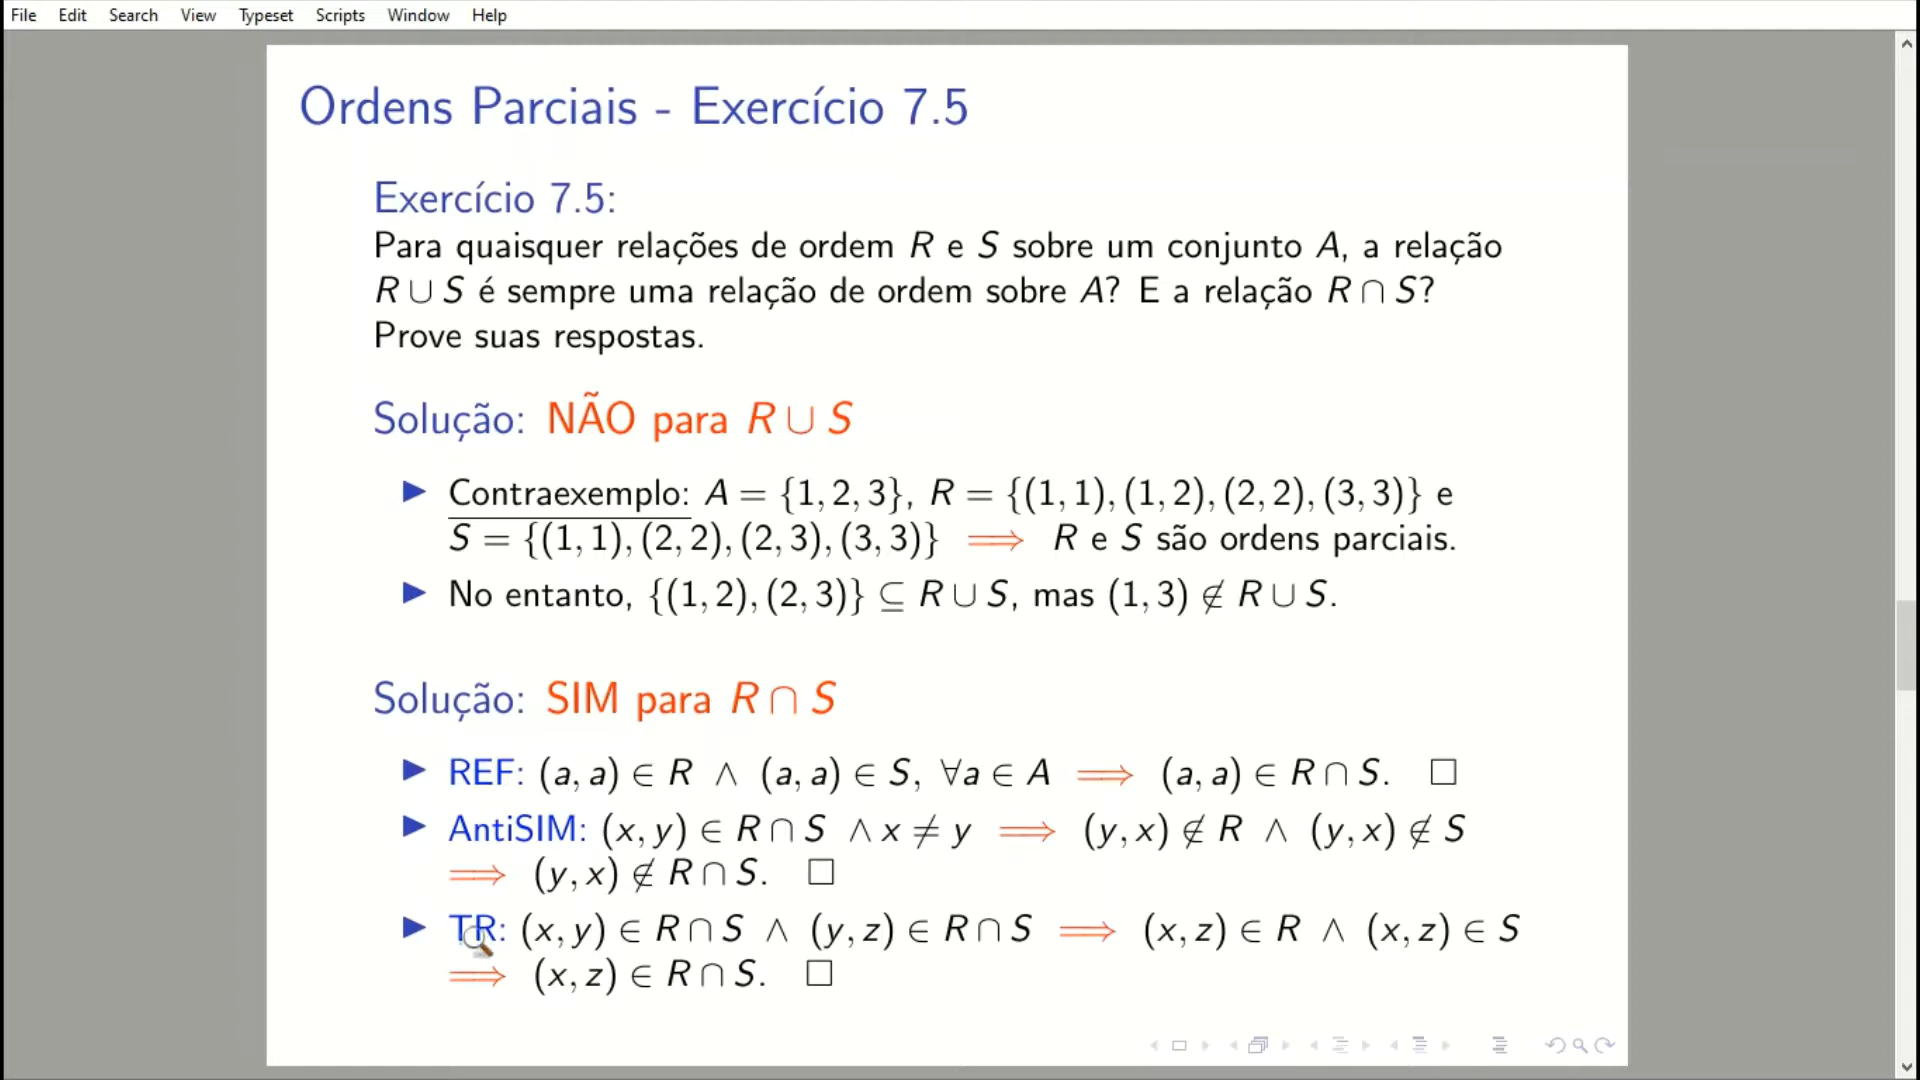 File Edit Search View Typeset Scripts Window Help
Ordens Parciais - Exercício 7.5
Exercício 7.5:
Para quaisquer relações de ordem R e S sobre um conjunto A, a relação
R ∪ S é sempre uma relação de ordem sobre A? E a relação R ∩ S?
Prove suas respostas.
Solução: NÃO para R ∪ S
▶ Contraexemplo: A = {1, 2, 3}, R = {(1, 1), (1, 2), (2, 2), (3, 3)} e
S = {(1, 1), (2, 2), (2, 3), (3, 3)} ⟹ R e S são ordens parciais.
▶ No entanto, {(1, 2), (2, 3)} ⊆ R ∪ S, mas (1, 3) ∉ R ∪ S.
Solução: SIM para R ∩ S
▶ REF: (a, a) ∈ R ∧ (a, a) ∈ S, ∀a ∈ A ⟹ (a, a) ∈ R ∩ S. □
▶ AntiSIM: (x, y) ∈ R ∩ S ∧ x ≠ y ⟹ (y, x) ∉ R ∧ (y, x) ∉ S
⟹ (y, x) ∉ R ∩ S. □
▶ TR: (x, y) ∈ R ∩ S ∧ (y, z) ∈ R ∩ S ⟹ (x, z) ∈ R ∧ (x, z) ∈ S
⟹ (x, z) ∈ R ∩ S. □